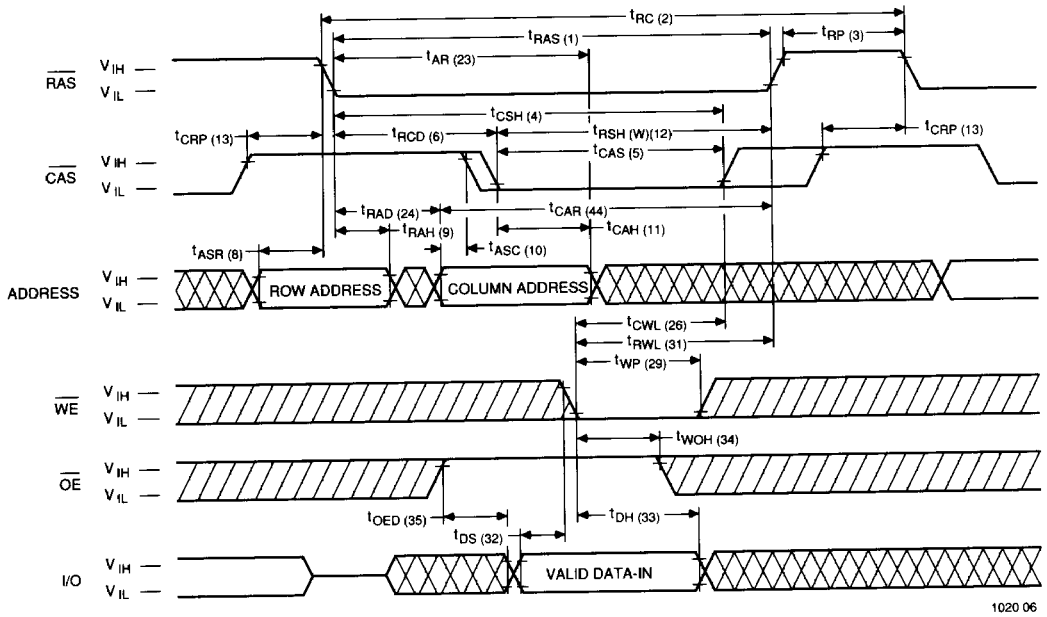 tRC (2)
tRAS (1)
tRP (3)
tAR (23)
RAS
VIH
VIL
tCSH (4)
tCRP (13)
tRCD (6)
tRSH (W)(12)
tCRP (13)
tCAS (5)
CAS
VIH
VIL
tRAD (24)
tCAR (44)
tRAH (9)
tCAH (11)
tASR (8)
tASC (10)
ADDRESS
VIH
VIL
ROW ADDRESS
COLUMN ADDRESS
tCWL (26)
tRWL (31)
tWP (29)
WE
VIH
VIL
tWOH (34)
OE
VIH
VIL
tOED (35)
tDH (33)
tDS (32)
I/O
VIH
VIL
VALID DATA-IN
1020 06